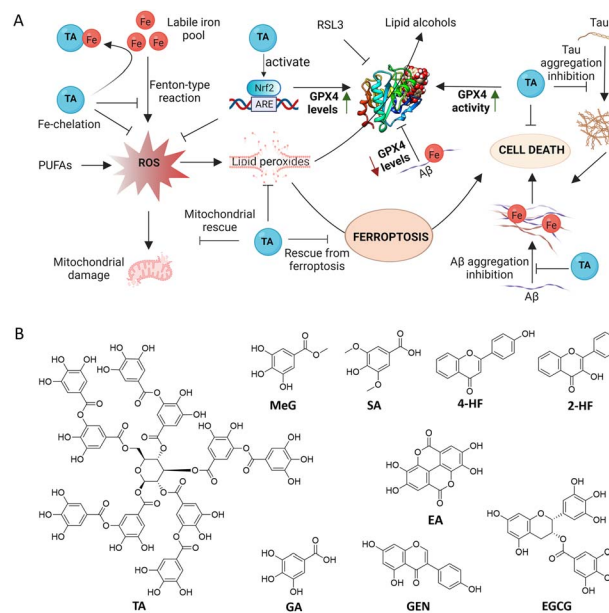 A
TA
Fe
Labile iron
pool
Fe
Fe
Fe
TA
Fe-chelation
Fenton-type
reaction
PUFAs
ROS
Mitochondrial
damage
TA
activate
Nrf2
ARE
GPX4
levels
RSL3
Lipid alcohols
Lipid peroxides
GPX4
levels
Fe
Aβ
GPX4
activity
TA
Tau
Tau
aggregation
inhibition
CELL DEATH
Mitochondrial
rescue
TA
Rescue from
ferroptosis
FERROPTOSIS
Fe
Fe
Aβ aggregation
inhibition
TA
Aβ
B
TA
MeG
SA
4-HF
2-HF
EA
GA
GEN
EGCG